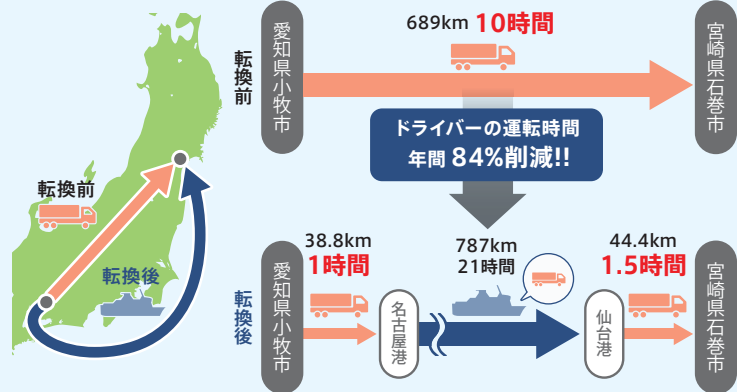 転換前
転換後
転換前
愛知県小牧市
689km 10時間
宮崎県石巻市
ドライバーの運転時間
年間 84%削減!!
転換後
愛知県小牧市
38.8km
1時間
名古屋港
787km
21時間
仙台港
44.4km
1.5時間
宮崎県石巻市